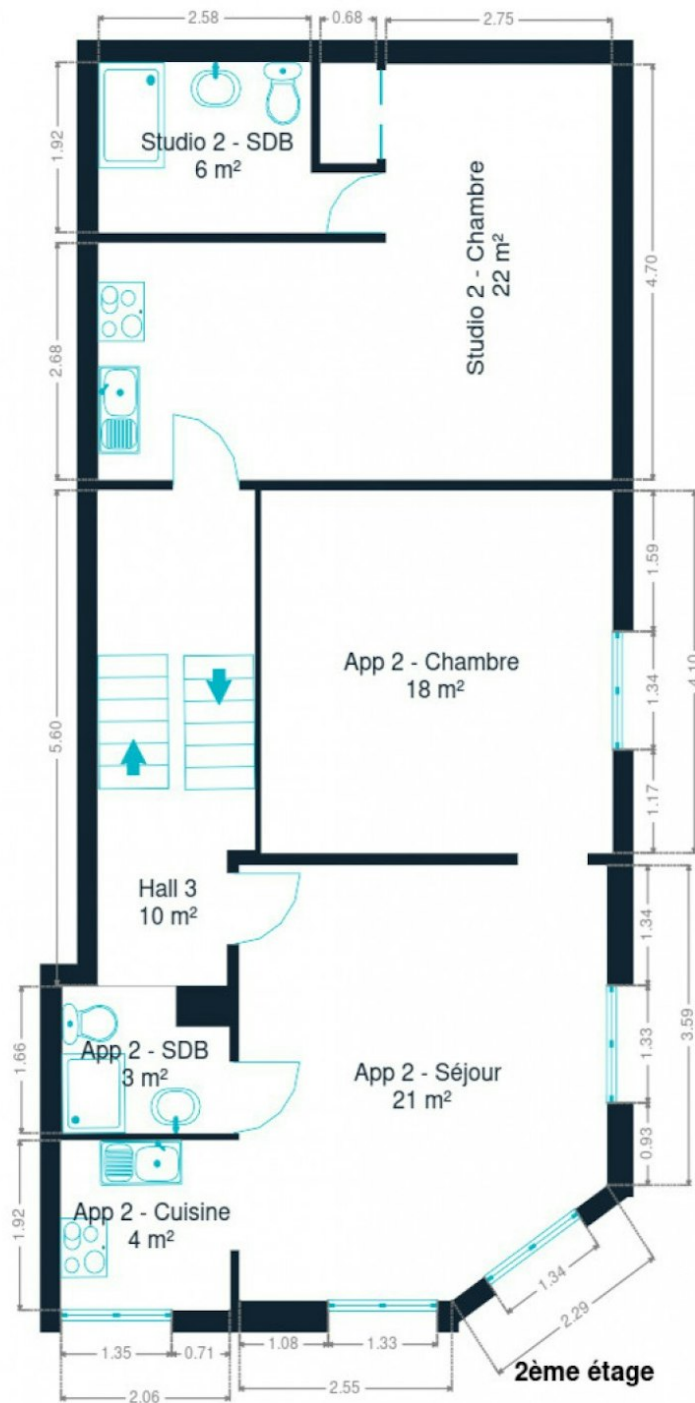 2.58
0.68
2.75
1.92
Studio 2 - SDB
6 m²
Studio 2 - Chambre
22 m²
4.70
2.68
1.59
App 2 - Chambre
18 m²
4.10
1.34
5.60
1.17
Hall 3
10 m²
1.34
3.59
1.66
App 2 - SDB
3 m²
App 2 - Séjour
21 m²
1.33
0.93
1.92
App 2 - Cuisine
4 m²
1.34
2.29
1.35
0.71
1.08
1.33
2.06
2.55
2ème étage